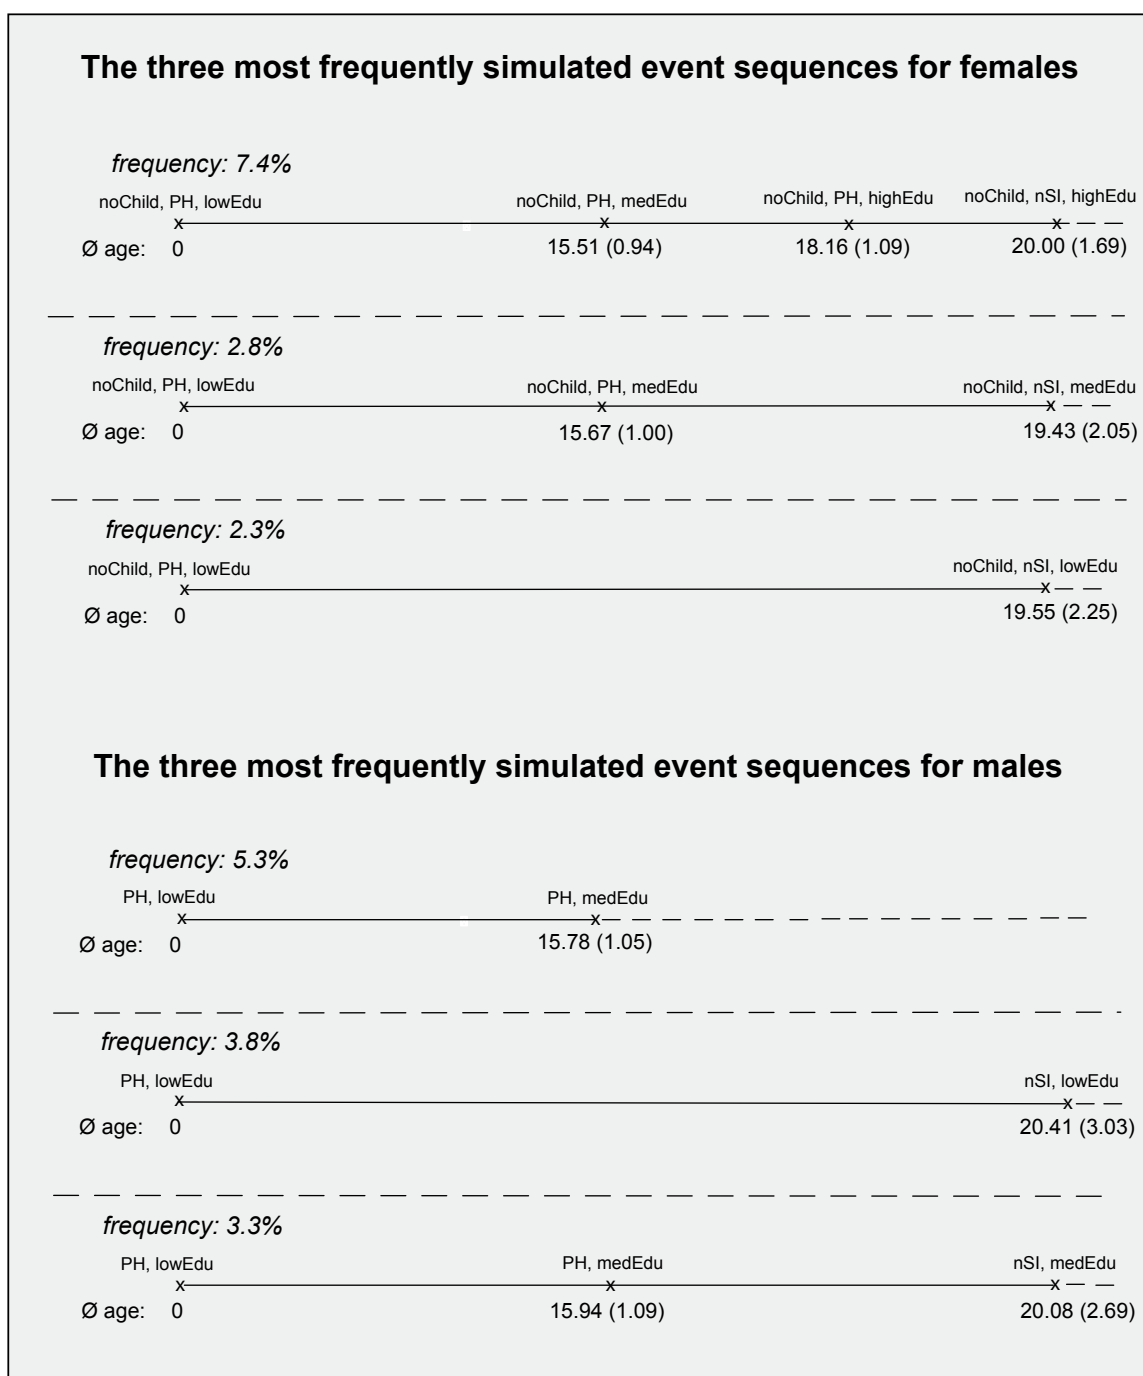 The three most frequently simulated event sequences for females
frequency: 7.4%
noChild, PH, lowEdu noChild, PH, medEdu noChild, PH, highEdu noChild, nSI, highEdu
x x x x
Ø age: 0 15.51 (0.94) 18.16 (1.09) 20.00 (1.69)
frequency: 2.8%
noChild, PH, lowEdu noChild, PH, medEdu noChild, nSI, medEdu
x x x
Ø age: 0 15.67 (1.00) 19.43 (2.05)
frequency: 2.3%
noChild, PH, lowEdu noChild, nSI, lowEdu
x x
Ø age: 0 19.55 (2.25)
The three most frequently simulated event sequences for males
frequency: 5.3%
PH, lowEdu PH, medEdu
x x
Ø age: 0 15.78 (1.05)
frequency: 3.8%
PH, lowEdu nSI, lowEdu
x x
Ø age: 0 20.41 (3.03)
frequency: 3.3%
PH, lowEdu PH, medEdu nSI, medEdu
x x x
Ø age: 0 15.94 (1.09) 20.08 (2.69)